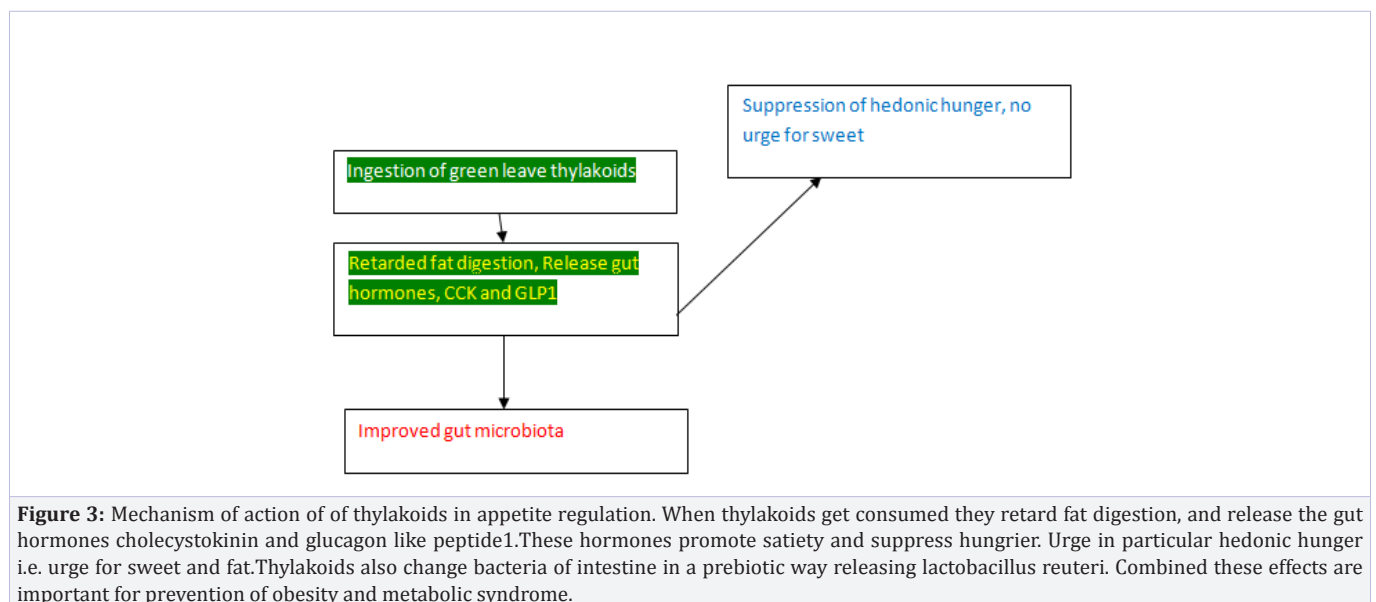 Suppression of hedonic hunger, no
urge for sweet
Ingestion of green leave thylakoids
Retarded fat digestion, Release gut
hormones, CCK and GLP1
Improved gut microbiota
Figure 3: Mechanism of action of of thylakoids in appetite regulation. When thylakoids get consumed they retard fat digestion, and release the gut
hormones cholecystokinin and glucagon like peptide1.These hormones promote satiety and suppress hungrier. Urge in particular hedonic hunger
i.e. urge for sweet and fat.Thylakoids also change bacteria of intestine in a prebiotic way releasing lactobacillus reuteri. Combined these effects are
important for prevention of obesity and metabolic syndrome.